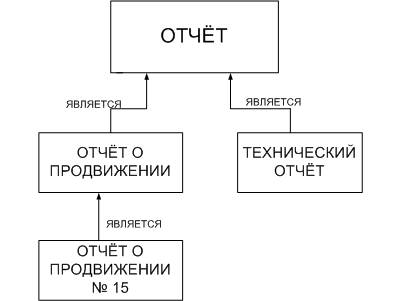 ОТЧЁТ
ЯВЛЯЕТСЯ
ЯВЛЯЕТСЯ
ОТЧЁТ О
ПРОДВИЖЕНИИ
ТЕХНИЧЕСКИЙ
ОТЧЁТ
ЯВЛЯЕТСЯ
ОТЧЁТ О
ПРОДВИЖЕНИИ
№ 15